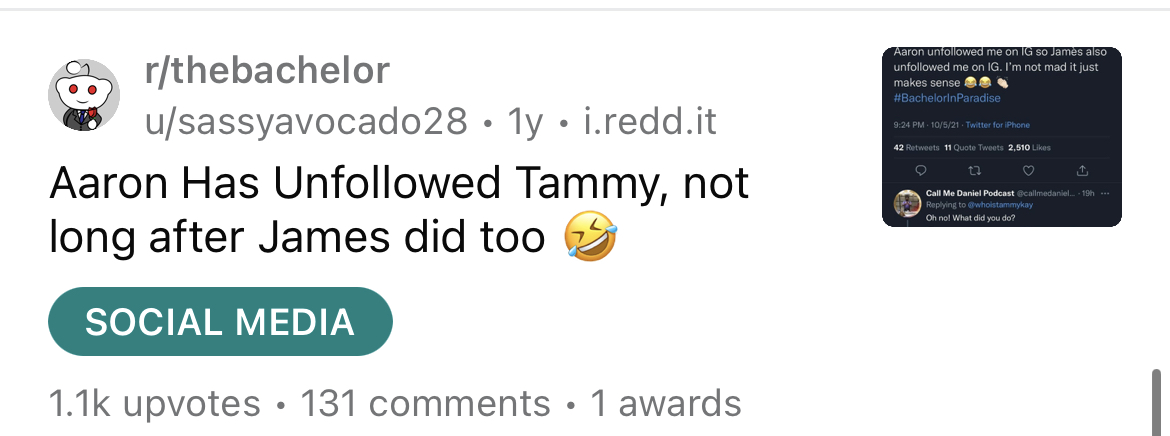 r/thebachelor
u/sassyavocado28 • 1y • i.redd.it
Aaron Has Unfollowed Tammy, not
long after James did too 🤣
SOCIAL MEDIA
1.1k upvotes • 131 comments • 1 awards
Aaron unfollowed me on IG so James also
unfollowed me on IG. I'm not mad it just
makes sense 😂😂 👏🏻
#BachelorInParadise
9:24 PM · 10/5/21 · Twitter for iPhone
42 Retweets 11 Quote Tweets 2,510 Likes
Call Me Daniel Podcast @callmedaniel... · 19h ···
Replying to @whoistammykay
Oh no! What did you do?